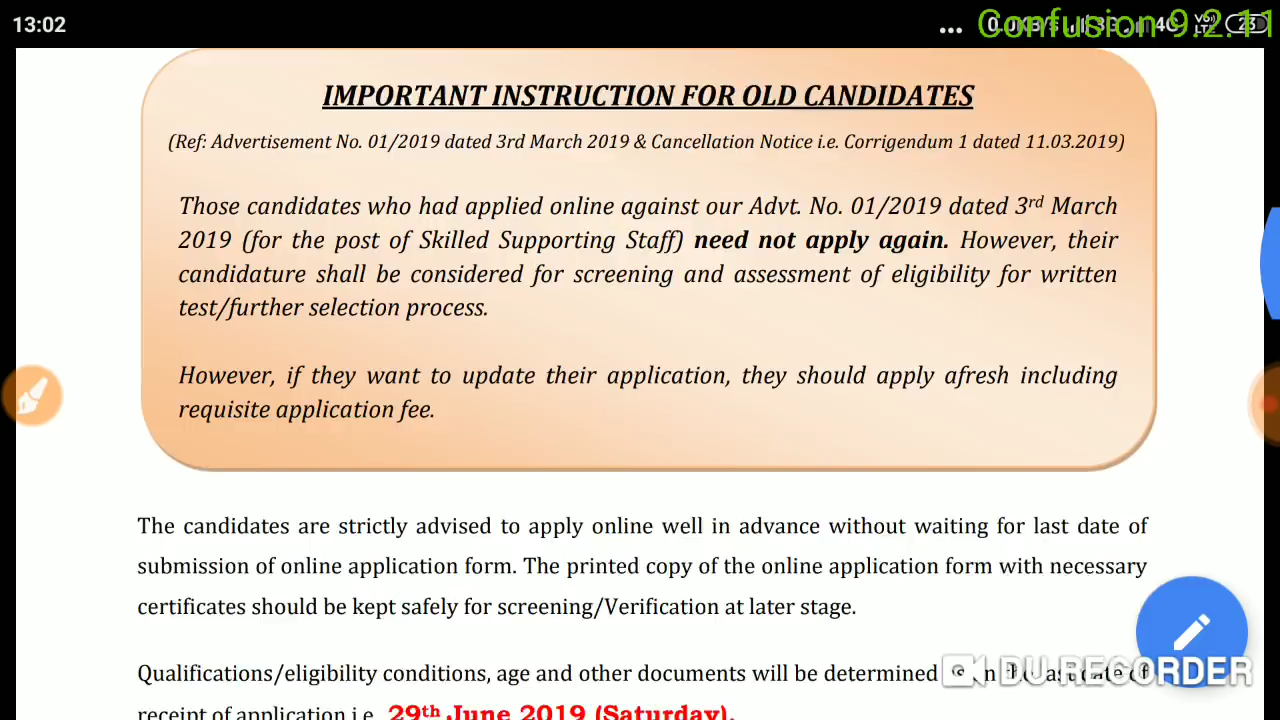 13:02
Confusion 9.2.11
IMPORTANT INSTRUCTION FOR OLD CANDIDATES
(Ref: Advertisement No. 01/2019 dated 3rd March 2019 & Cancellation Notice i.e. Corrigendum 1 dated 11.03.2019)
Those candidates who had applied online against our Advt. No. 01/2019 dated 3rd March
2019 (for the post of Skilled Supporting Staff) need not apply again. However, their
candidature shall be considered for screening and assessment of eligibility for written
test/further selection process.
However, if they want to update their application, they should apply afresh including
requisite application fee.
The candidates are strictly advised to apply online well in advance without waiting for last date of
submission of online application form. The printed copy of the online application form with necessary
certificates should be kept safely for screening/Verification at later stage.
Qualifications/eligibility conditions, age and other documents will be determined
DU RECORDER
receipt of application i.e. 29th June 2019 (Saturday).